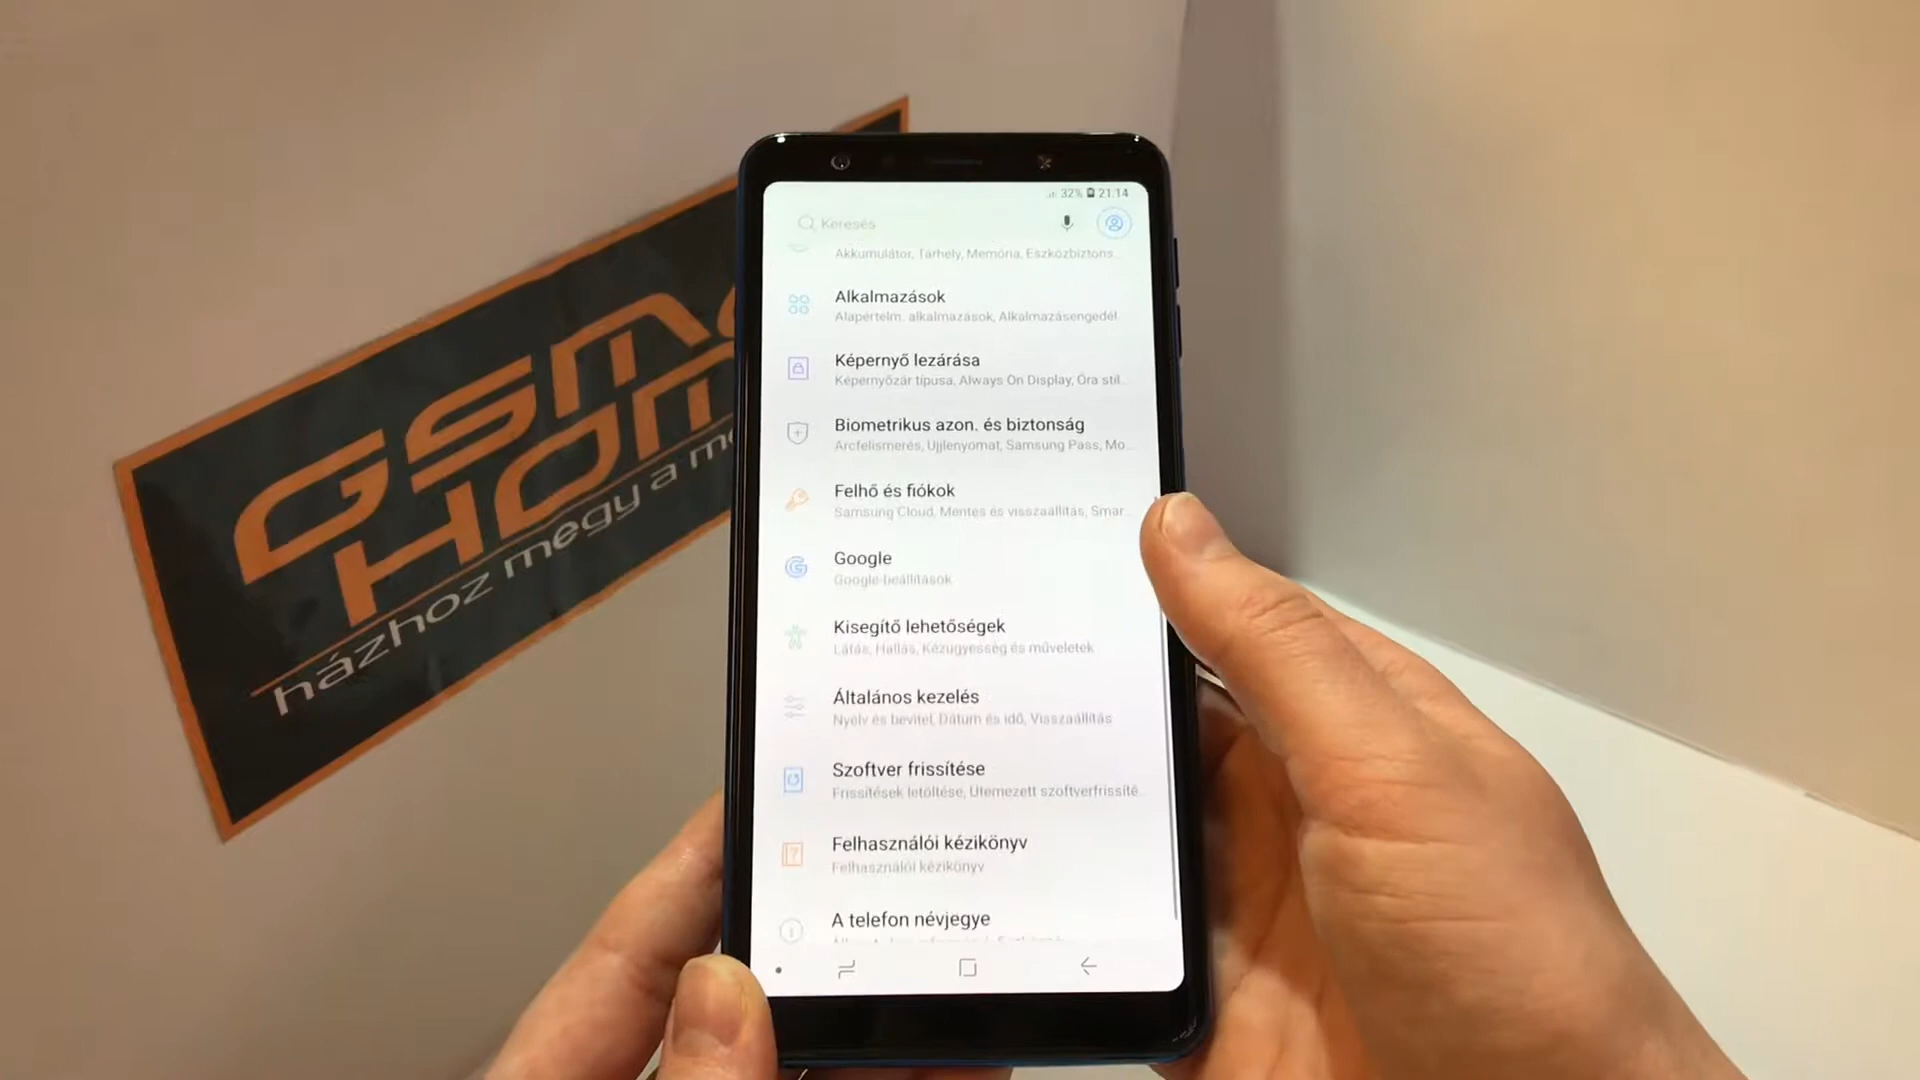 GSM
HOM
házhoz megy a m
32% 21:14
Keresés
Akkumulátor, Tárhely, Memória, Eszközbiztons...
Alkalmazások
Alapértelm. alkalmazások, Alkalmazásengedél
Képernyő lezárása
Képernyőzár típusa, Always On Display, Óra stíl...
Biometrikus azon. és biztonság
Arcfelismerés, Ujjlenyomat, Samsung Pass, Mo...
Felhő és fiókok
Samsung Cloud, Mentés és visszaállítás, Smar...
Google
Google-beállítások
Kisegítő lehetőségek
Látás, Hallás, Kézügyesség és műveletek
Általános kezelés
Nyelv és bevitel, Dátum és idő, Visszaállítás
Szoftver frissítése
Frissítések letöltése, Ütemezett szoftverfrissíté...
Felhasználói kézikönyv
Felhasználói kézikönyv
A telefon névjegye